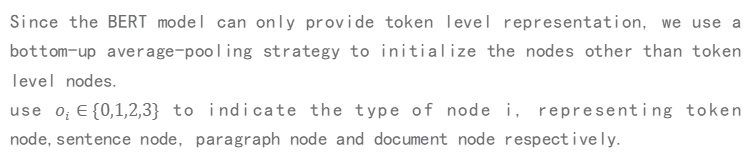 Since the BERT model can only provide token level representation, we use a
bottom-up average-pooling strategy to initialize the nodes other than token
level nodes.
use oᵢ ∈ {0,1,2,3} to indicate the type of node i, representing token
node, sentence node, paragraph node and document node respectively.